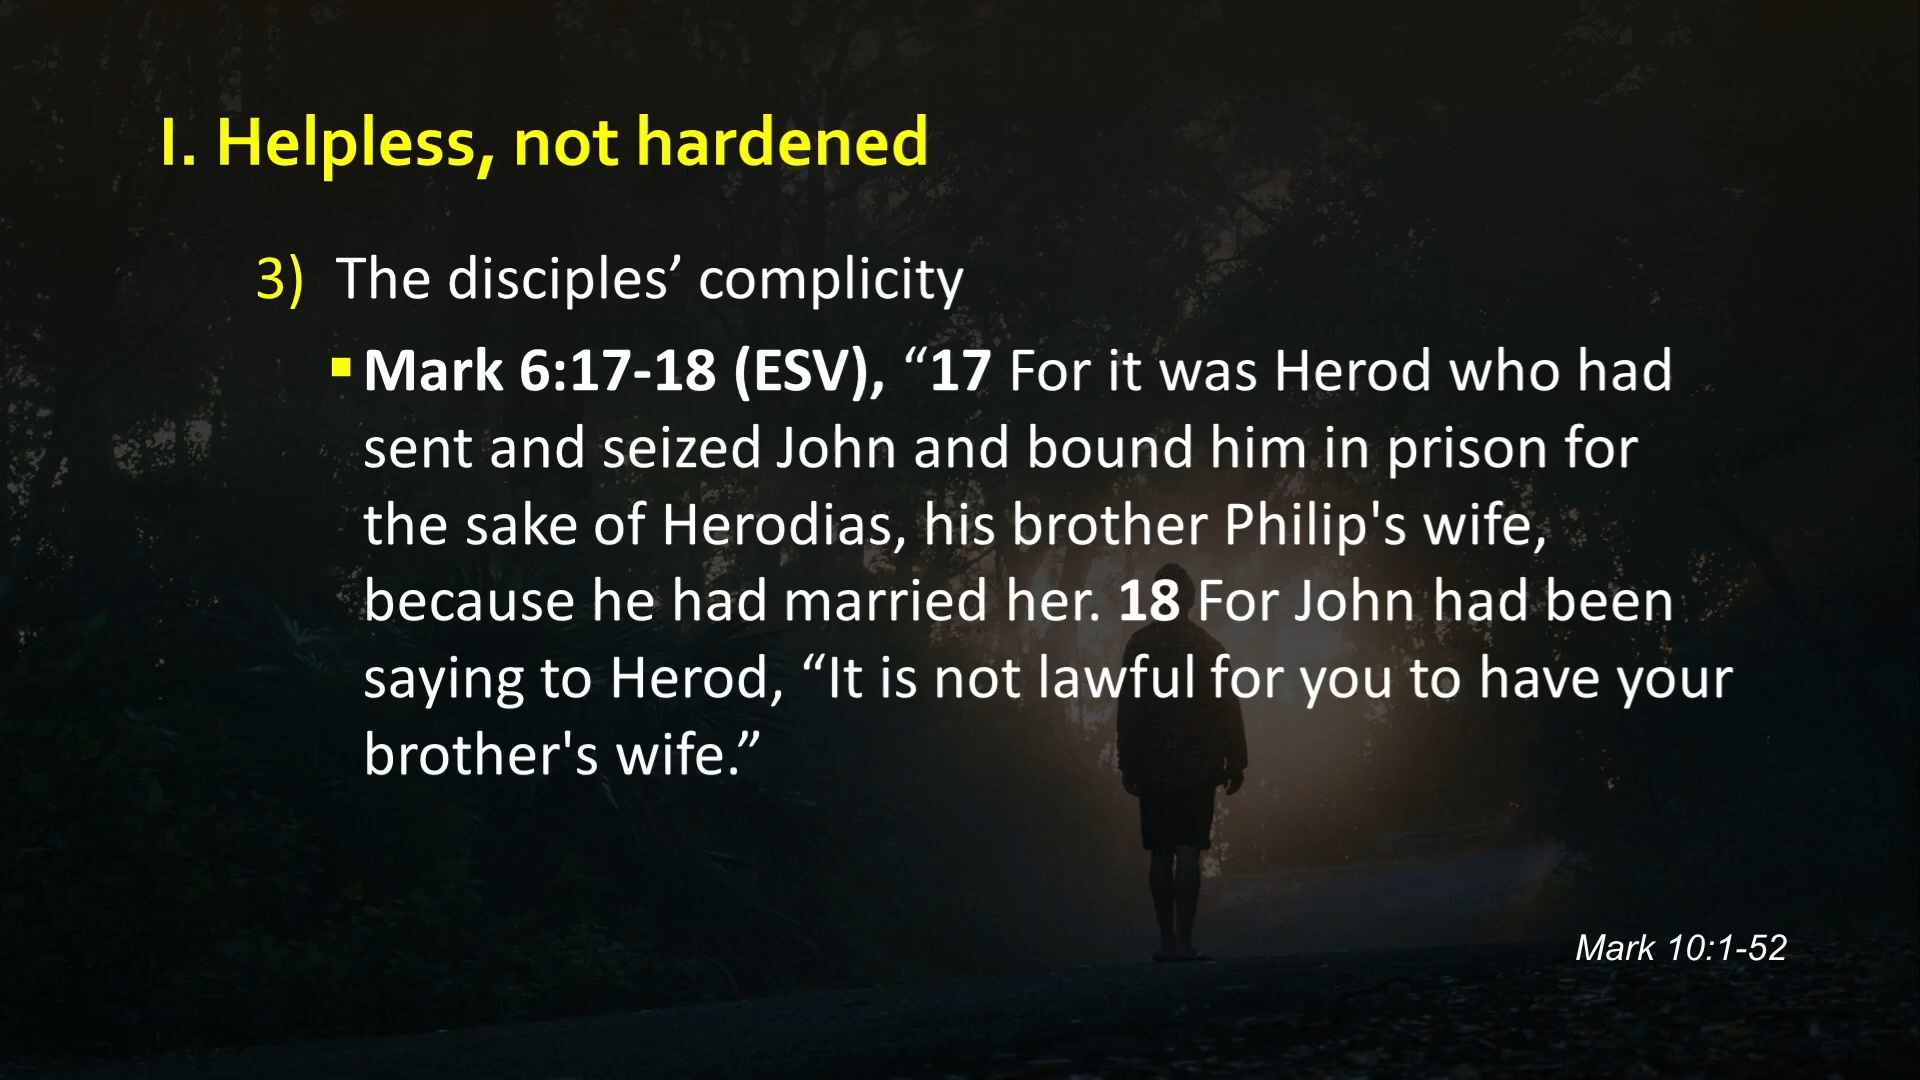 I. Helpless, not hardened
3) The disciples’ complicity
▪ Mark 6:17-18 (ESV), “17 For it was Herod who had
sent and seized John and bound him in prison for
the sake of Herodias, his brother Philip's wife,
because he had married her. 18 For John had been
saying to Herod, “It is not lawful for you to have your
brother's wife.”
Mark 10:1-52